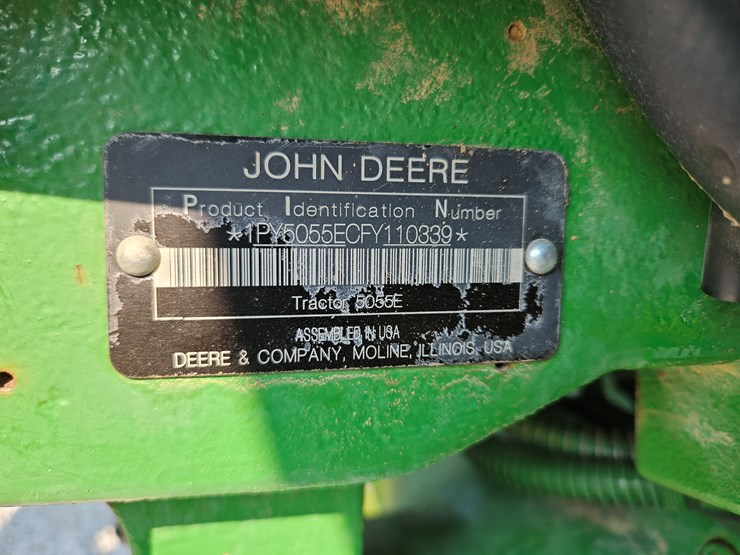 JOHN DEERE
Product Identification Number
*1PY5055ECFY110339*
Tractor 5055E
ASSEMBLED IN USA
DEERE & COMPANY, MOLINE, ILLINOIS, USA